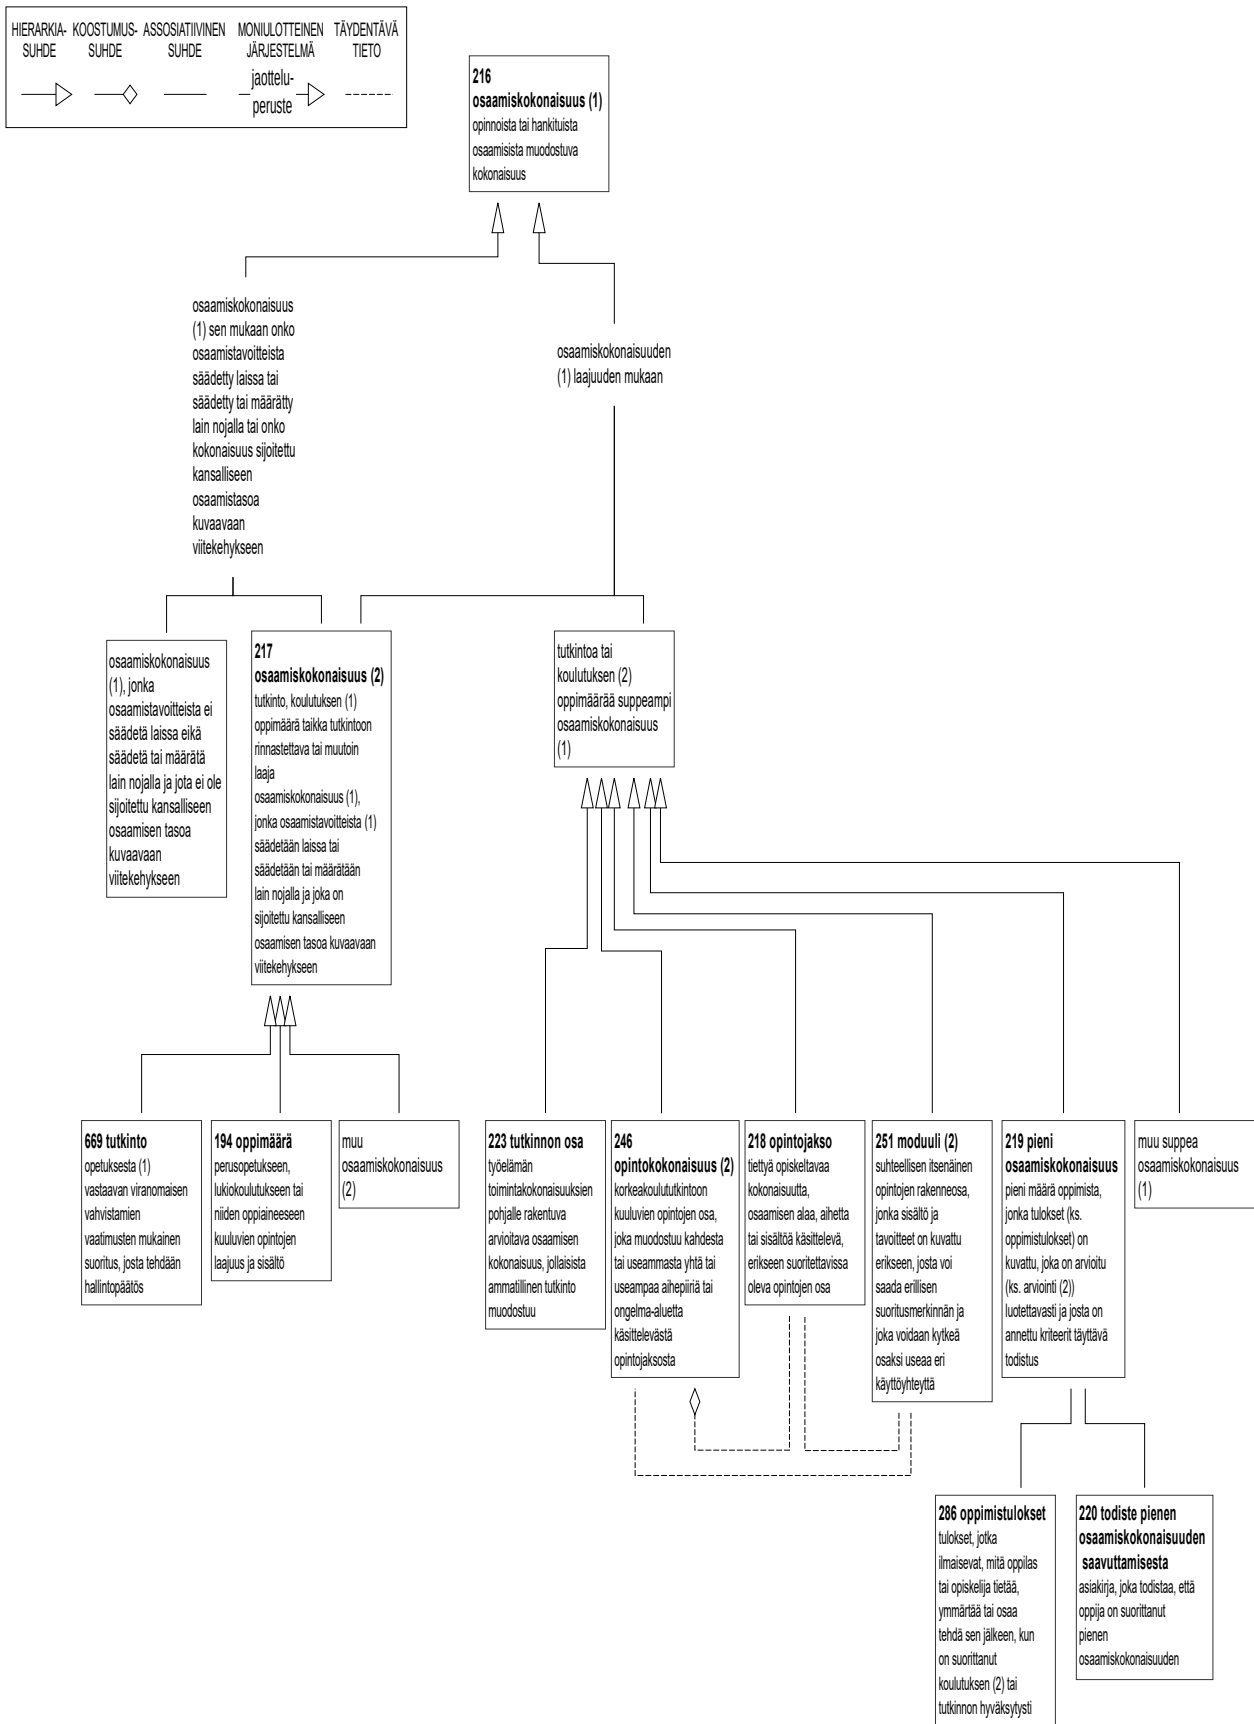 HIERARKIA-
SUHDE
KOOSTUMUS-
SUHDE
ASSOSIATIIVINEN
SUHDE
MONIULOTTEINEN
JÄRJESTELMÄ
jaottelu-
peruste
TÄYDENTÄVÄ
TIETO
216
osaamiskokonaisuus (1)
opinnoista tai hankituista
osaamisista muodostuva
kokonaisuus
osaamiskokonaisuus
(1) sen mukaan onko
osaamistavoitteista
säädetty laissa tai
säädetty tai määrätty
lain nojalla tai onko
kokonaisuus sijoitettu
kansalliseen
osaamistasoa
kuvaavaan
viitekehykseen
osaamiskokonaisuuden
(1) laajuuden mukaan
osaamiskokonaisuus
(1), jonka
osaamistavoitteista ei
säädetä laissa eikä
säädetä tai määrätä
lain nojalla ja jota ei ole
sijoitettu kansalliseen
osaamisen tasoa
kuvaavaan
viitekehykseen
217
osaamiskokonaisuus (2)
tutkinto, koulutuksen (1)
oppimäärä taikka tutkintoon
rinnastettava tai muutoin
laaja
osaamiskokonaisuus (1),
jonka osaamistavoitteista (1)
säädetään laissa tai
säädetään tai määrätään
lain nojalla ja joka on
sijoitettu kansalliseen
osaamisen tasoa kuvaavaan
viitekehykseen
tutkintoa tai
koulutuksen (2)
oppimäärää suppeampi
osaamiskokonaisuus
(1)
669 tutkinto
opetuksesta (1)
vastaavan viranomaisen
vahvistamien
vaatimusten mukainen
suoritus, josta tehdään
hallintopäätös
194 oppimäärä
perusopetukseen,
lukiokoulutukseen tai
niiden oppiaineeseen
kuuluvien opintojen
laajuus ja sisältö
muu
osaamiskokonaisuus
(2)
223 tutkinnon osa
työelämän
toimintakokonaisuuksien
pohjalle rakentuva
arvioitava osaamisen
kokonaisuus, jollaisista
ammatillinen tutkinto
muodostuu
246
opintokokonaisuus (2)
korkeakoulututkintoon
kuuluvien opintojen osa,
joka muodostuu kahdesta
tai useammasta yhtä tai
useampaa aihepiiriä tai
ongelma-aluetta
käsittelevästä
opintojaksosta
218 opintojakso
tiettyä opiskeltavaa
kokonaisuutta,
osaamisen alaa, aihetta
tai sisältöä käsittelevä,
erikseen suoritettavissa
oleva opintojen osa
251 moduuli (2)
suhteellisen itsenäinen
opintojen rakenneosa,
jonka sisältö ja
tavoitteet on kuvattu
erikseen, josta voi
saada erillisen
suoritusmerkinnän ja
joka voidaan kytkeä
osaksi useaa eri
käyttöyhteyttä
219 pieni
osaamiskokonaisuus
pieni määrä oppimista,
jonka tulokset (ks.
oppimistulokset) on
kuvattu, joka on arvioitu
(ks. arviointi (2))
luotettavasti ja josta on
annettu kriteerit täyttävä
todistus
muu suppea
osaamiskokonaisuus
(1)
286 oppimistulokset
tulokset, jotka
ilmaisevat, mitä oppilas
tai opiskelija tietää,
ymmärtää tai osaa
tehdä sen jälkeen, kun
on suorittanut
koulutuksen (2) tai
tutkinnon hyväksytysti
220 todiste pienen
osaamiskokonaisuuden
saavuttamisesta
asiakirja, joka todistaa, että
oppija on suorittanut
pienen
osaamiskokonaisuuden